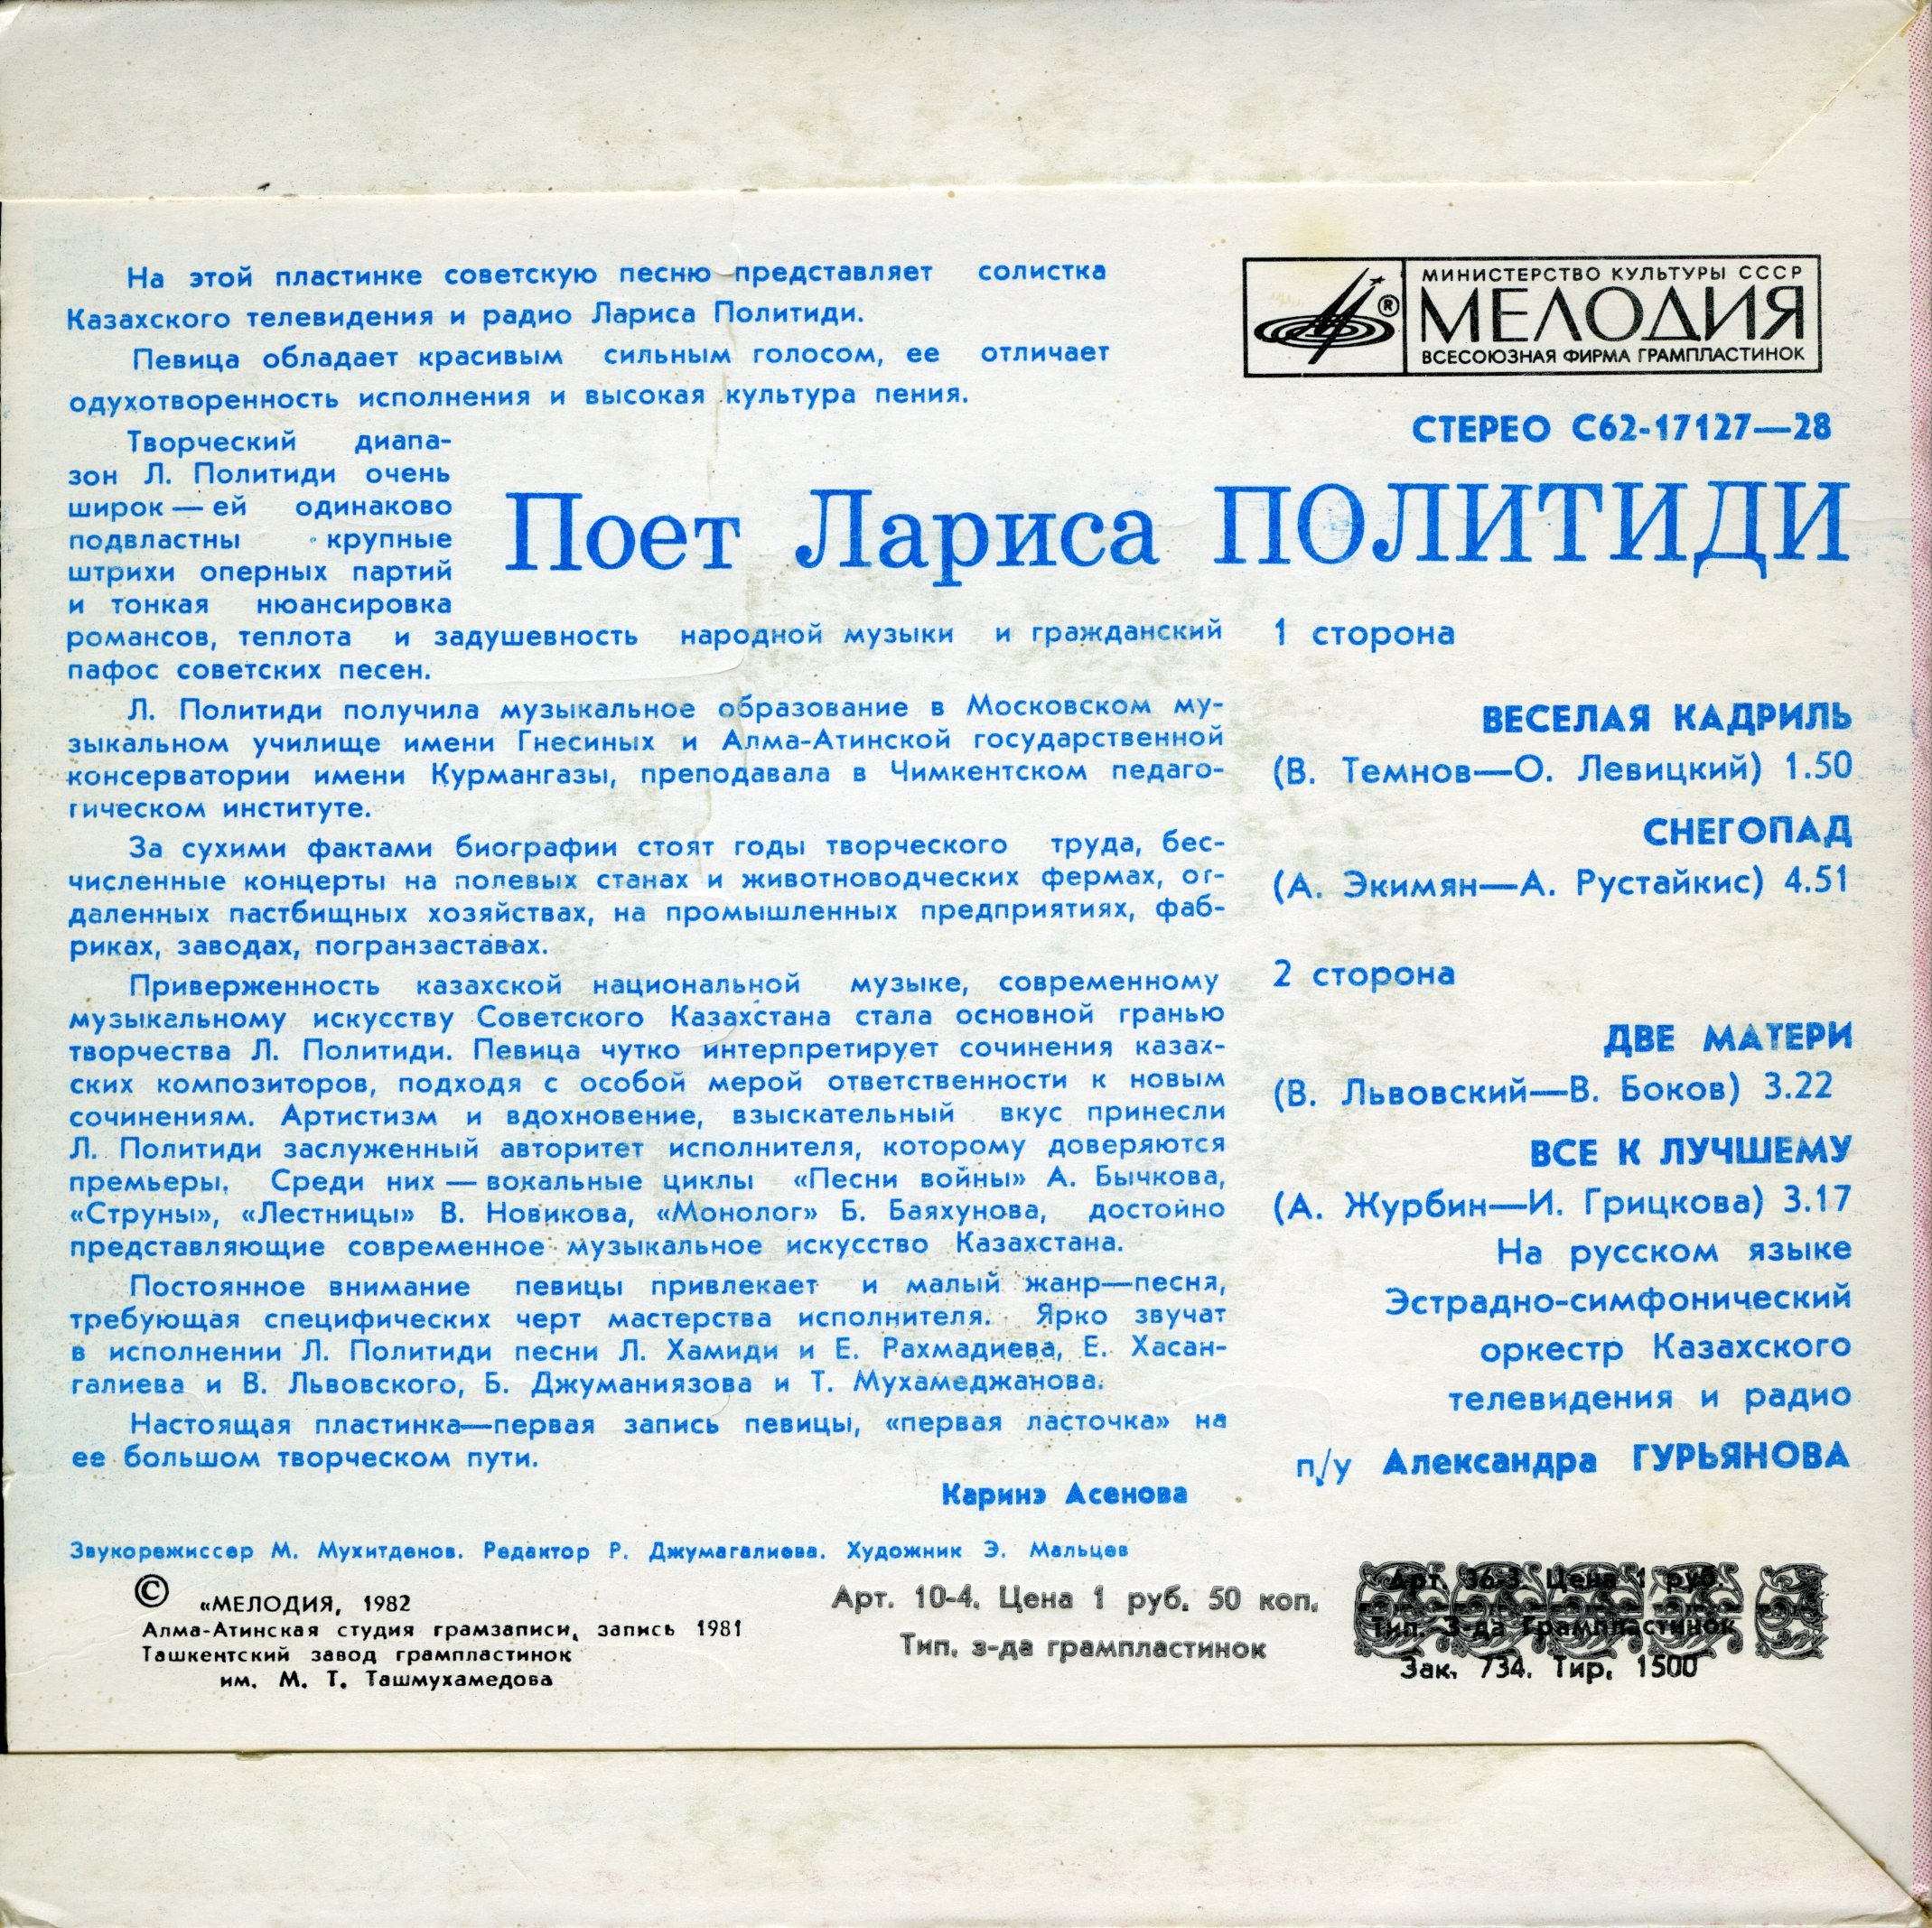 На этой пластинке советскую песню представляет солистка
Казахского телевидения и радио Лариса Политиди.
Певица обладает красивым сильным голосом, ее отличает
одухотворенность исполнения и высокая культура пения.
Творческий диапа-
зон Л. Политиди очень
широк — ей одинаково
подвластны крупные
штрихи оперных партий
и тонкая нюансировка
романсов, теплота и задушевность народной музыки и гражданский
пафос советских песен.
Л. Политиди получила музыкальное образование в Московском му-
зыкальном училище имени Гнесиных и Алма-Атинской государственной
консерватории имени Курмангазы, преподавала в Чимкентском педаго-
гическом институте.
За сухими фактами биографии стоят годы творческого труда, бес-
численные концерты на полевых станах и животноводческих фермах, от-
даленных пастбищных хозяйствах, на промышленных предприятиях, фаб-
риках, заводах, погранзаставах.
Приверженность казахской национальной музыке, современному
музыкальному искусству Советского Казахстана стала основной гранью
творчества Л. Политиди. Певица чутко интерпретирует сочинения казах-
ских композиторов, подходя с особой мерой ответственности к новым
сочинениям. Артистизм и вдохновение, взыскательный вкус принесли
Л. Политиди заслуженный авторитет исполнителя, которому доверяются
премьеры. Среди них — вокальные циклы «Песни войны» А. Бычкова,
«Струны», «Лестницы» В. Новикова, «Монолог» Б. Баяхунова, достойно
представляющие современное музыкальное искусство Казахстана.
Постоянное внимание певицы привлекает и малый жанр—песня,
требующая специфических черт мастерства исполнителя. Ярко звучат
в исполнении Л. Политиди песни Л. Хамиди и Е. Рахмадиева, Е. Хасан-
галиева и В. Львовского, Б. Джуманиязова и Т. Мухамеджанова.
Настоящая пластинка—первая запись певицы, «первая ласточка» на
ее большом творческом пути.
Каринэ Асенова
Звукорежиссер М. Мухитденов. Редактор Р. Джумагалиева. Художник Э. Мальцев
© «МЕЛОДИЯ, 1982
Алма-Атинская студия грамзаписи, запись 1981
Ташкентский завод грампластинок
им. М. Т. Ташмухамедова
Арт. 10-4. Цена 1 руб. 50 коп.
Тип. з-да грампластинок
МИНИСТЕРСТВО КУЛЬТУРЫ СССР
МЕЛОДИЯ
®
ВСЕСОЮЗНАЯ ФИРМА ГРАМПЛАСТИНОК
СТЕРЕО С62-17127—28
Поет Лариса ПОЛИТИДИ
1 сторона
ВЕСЕЛАЯ КАДРИЛЬ
(В. Темнов—О. Левицкий) 1.50
СНЕГОПАД
(А. Экимян—А. Рустайкис) 4.51
2 сторона
ДВЕ МАТЕРИ
(В. Львовский—В. Боков) 3.22
ВСЕ К ЛУЧШЕМУ
(А. Журбин—И. Грицкова) 3.17
На русском языке
Эстрадно-симфонический
оркестр Казахского
телевидения и радио
п/у Александра ГУРЬЯНОВА
Арт. 36-3. Цена 1 руб.
Тип. З-да Грампластинок
Зак. 734. Тир. 1500